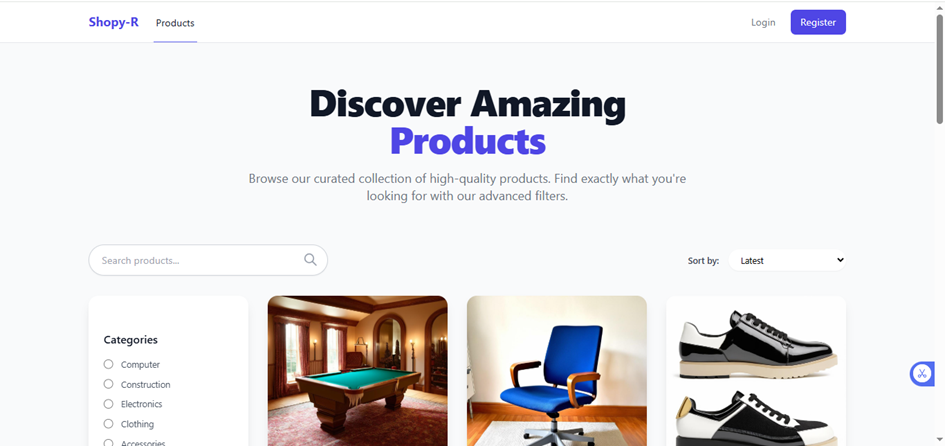 Shopy-R
Products
Login
Register
Discover Amazing
Products
Browse our curated collection of high-quality products. Find exactly what you're
looking for with our advanced filters.
Search products...
Sort by:
Latest
Categories
Computer
Construction
Electronics
Clothing
Accessories